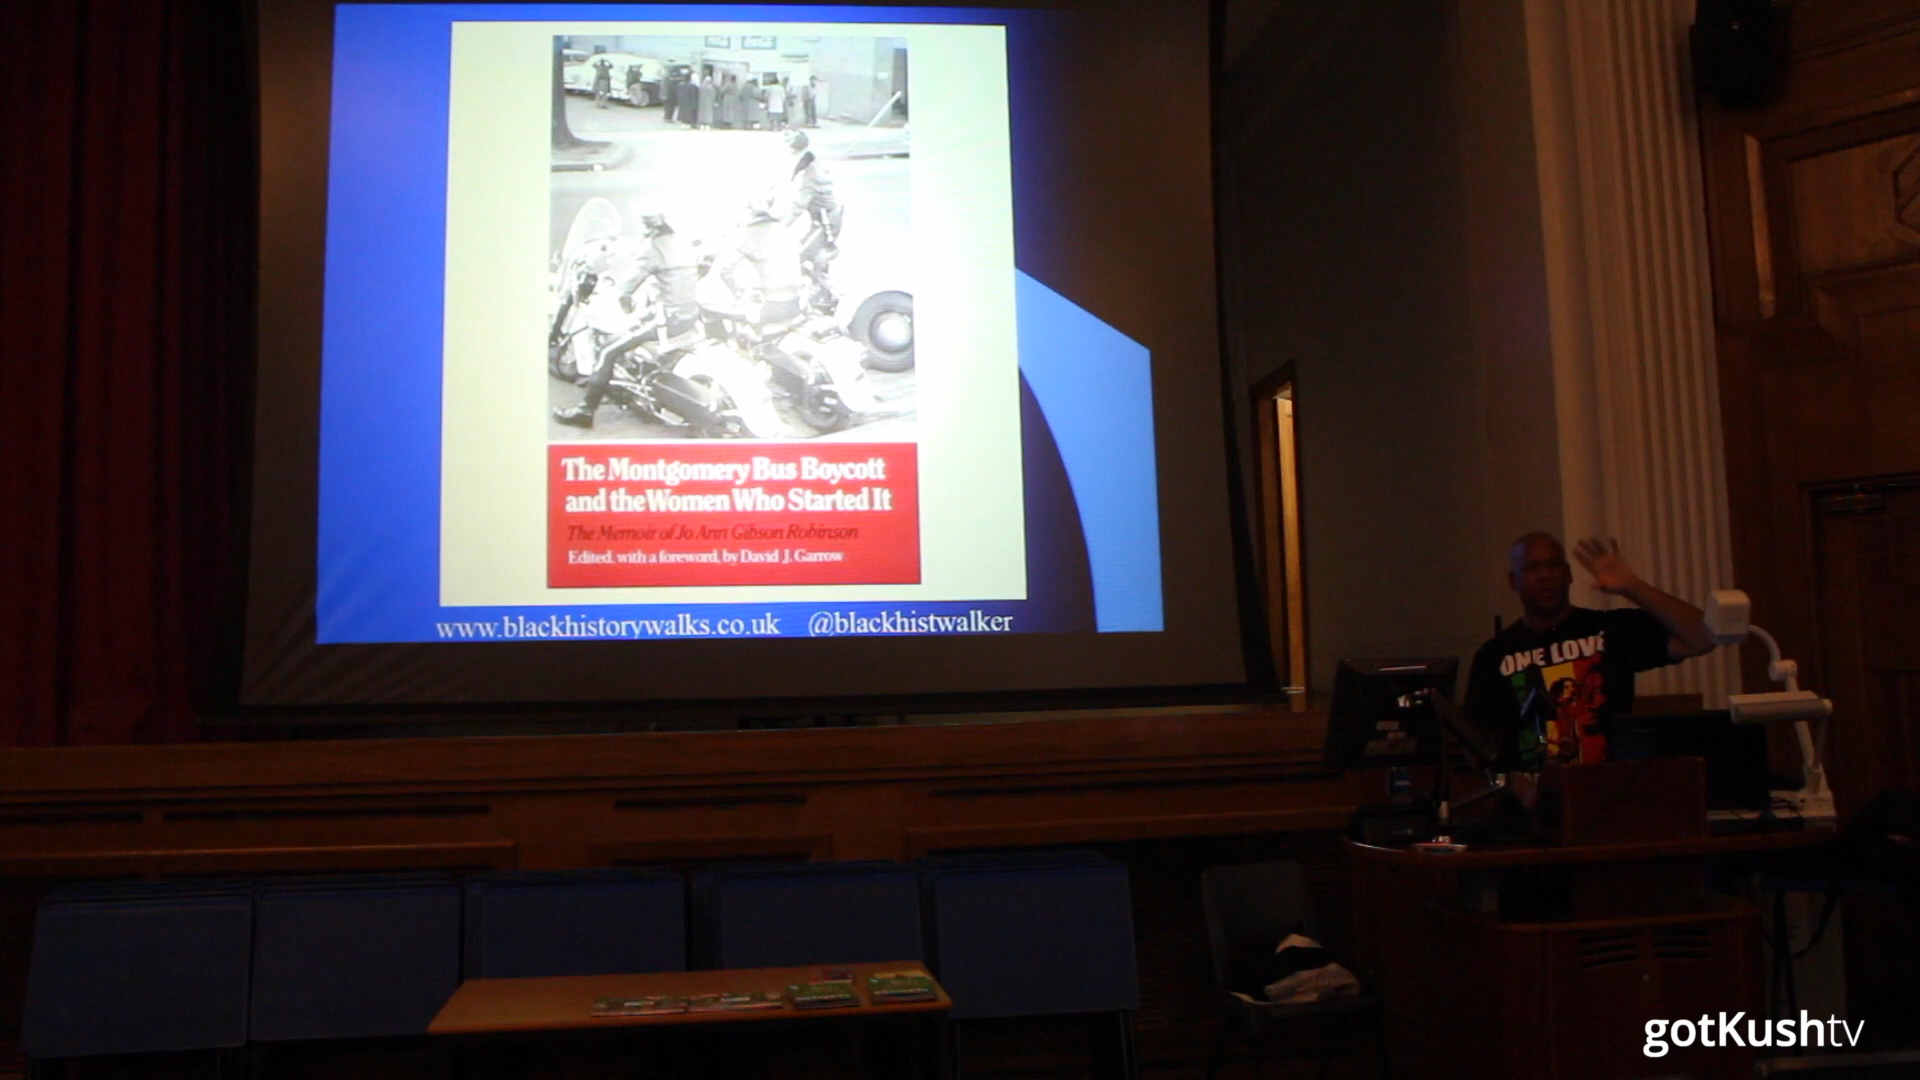 The Montgomery Bus Boycott
and the Women Who Started It
The Memoir of Jo Ann Gibson Robinson
Edited, with a foreword, by David J. Garrow
www.blackhistorywalks.co.uk @blackhistwalker
ONE LOVE
gotKushtv